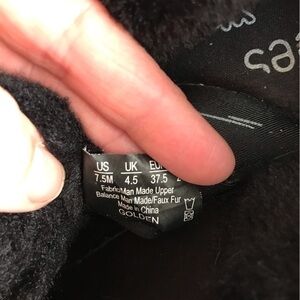 US UK EUR
7.5M 4.5 37.5
Fabric/Man Made Upper
Balance Man Made/Faux Fur
Made in China
GOLDEN